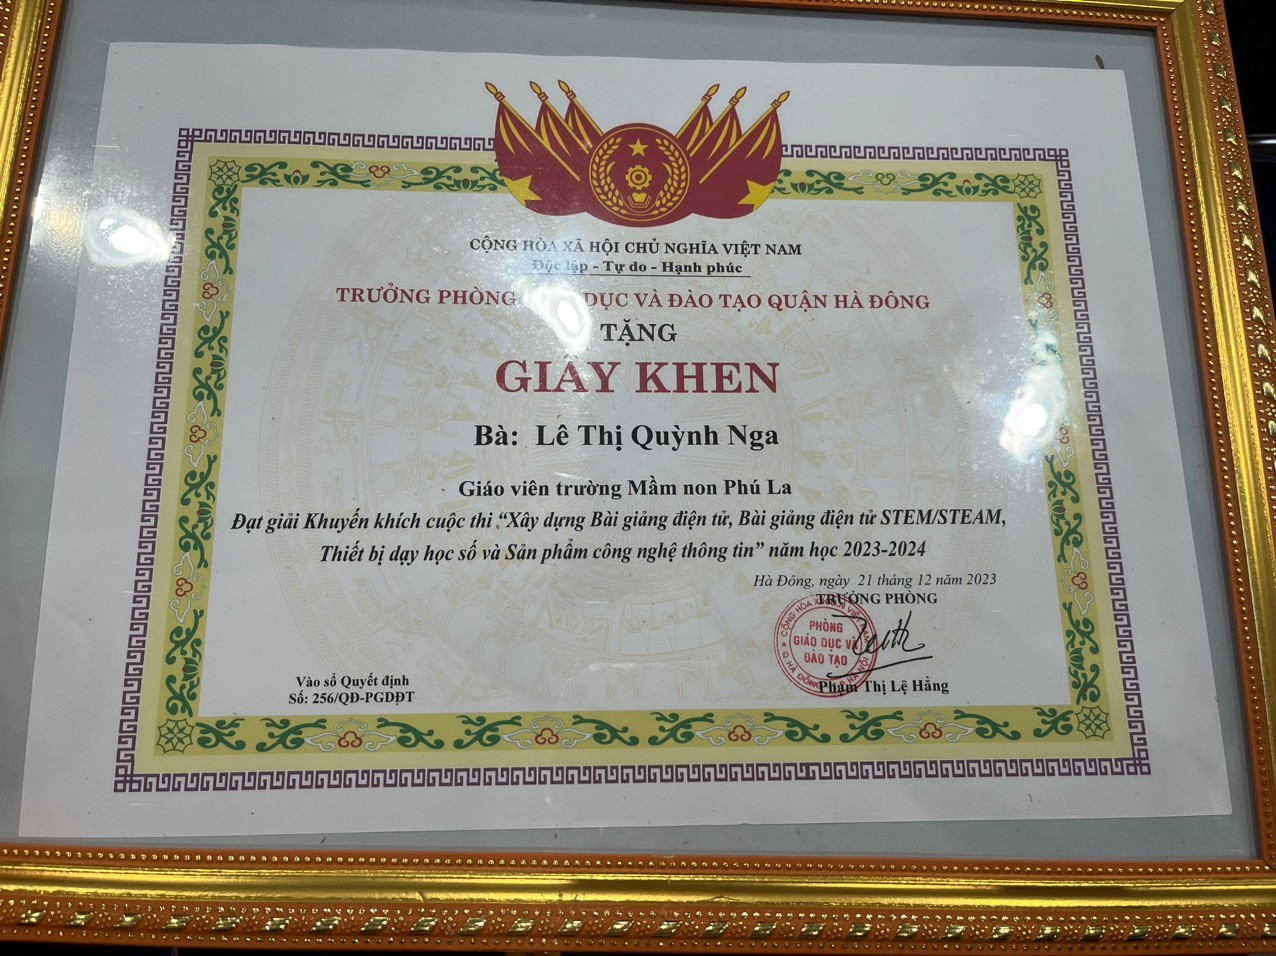 CỘNG HÒA XÃ HỘI CHỦ NGHĨA VIỆT NAM
Độc lập - Tự do - Hạnh phúc
TRƯỞNG PHÒNG DỤC VÀ ĐÀO TẠO QUẬN HÀ ĐÔNG
TẶNG
GIẤY KHEN
Bà: Lê Thị Quỳnh Nga
Giáo viên trường Mầm non Phú La
Đạt giải Khuyến khích cuộc thi “Xây dựng Bài giảng điện tử, Bài giảng điện tử STEM/STEAM,
Thiết bị dạy học số và Sản phẩm công nghệ thông tin” năm học 2023-2024
Hà Đông, ngày 21 tháng 12 năm 2023
TRƯỞNG PHÒNG
PHÒNG
GIÁO DỤC VÀ
ĐÀO TẠO
Phạm Thị Lệ Hằng
Vào sổ Quyết định
Số: 256/QĐ-PGDĐT